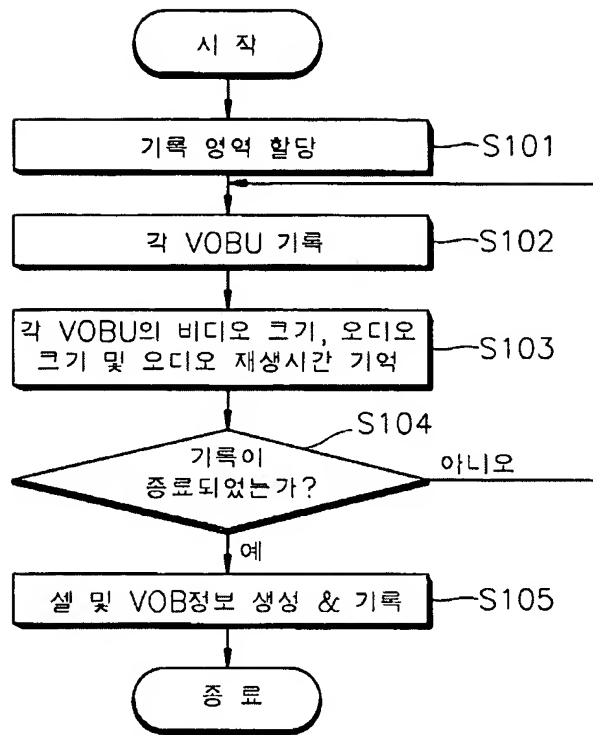 시 작
기록 영역 할당
S101
각 VOBU 기록
S102
각 VOBU의 비디오 크기, 오디오
크기 및 오디오 재생시간 기억
S103
S104
기록이
종료되었는가?
아니오
예
셀 및 VOB정보 생성 & 기록
S105
종 료